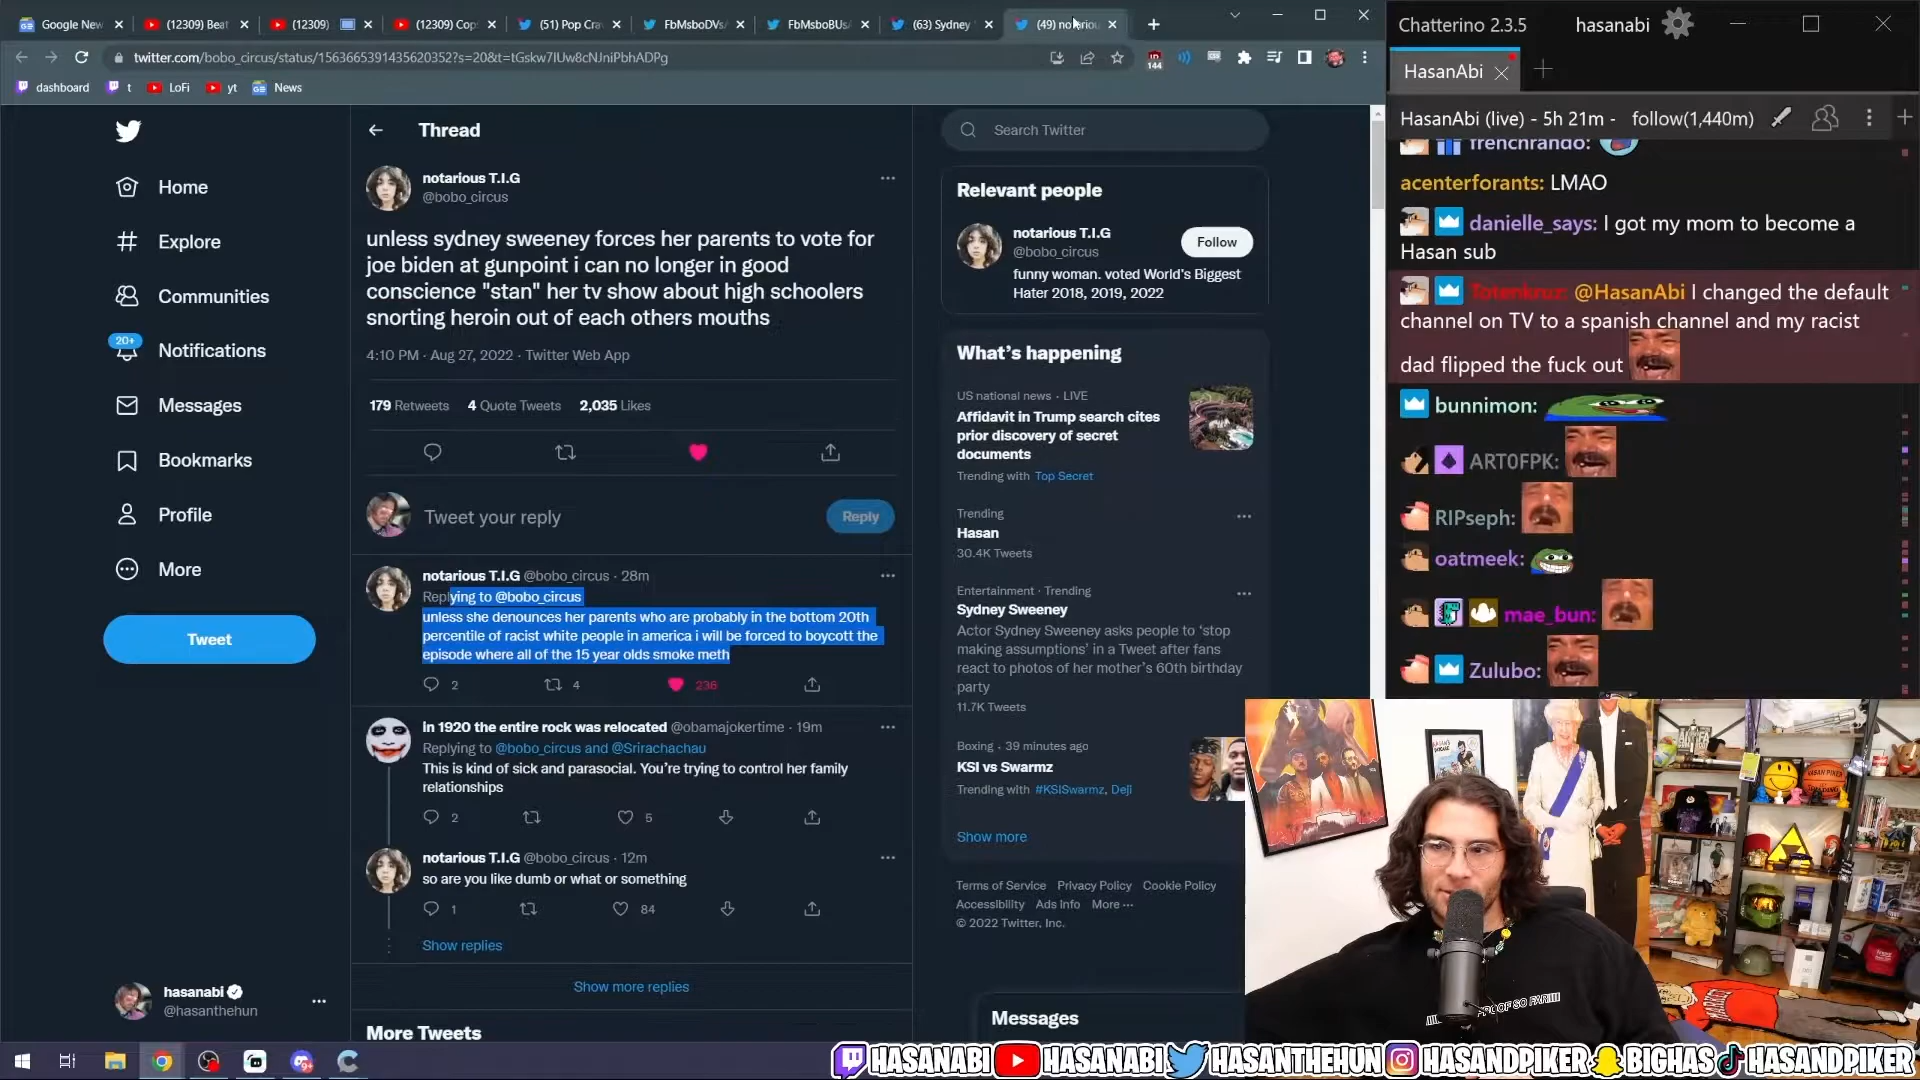 Google New
(12309) Beat
(12309)
(12309) Cop
(51) Pop Cra
FbMsboDVs
FbMsboBUs
(63) Sydney
(49) notariou
twitter.com/bobo_circus/status/1563665391435620352?s=20&t=tGskw7IUw8cNJniPbhADPg
144
dashboard
t
LoFi
yt
News
Home
Explore
Communities
20+
Notifications
Messages
Bookmarks
Profile
More
Tweet
hasanabi
@hasanthehun
Thread
notarious T.I.G
@bobo_circus
unless sydney sweeney forces her parents to vote for
joe biden at gunpoint i can no longer in good
conscience "stan" her tv show about high schoolers
snorting heroin out of each others mouths
4:10 PM · Aug 27, 2022 · Twitter Web App
179 Retweets 4 Quote Tweets 2,035 Likes
Tweet your reply
Reply
notarious T.I.G @bobo_circus · 28m
Replying to @bobo_circus
unless she denounces her parents who are probably in the bottom 20th
percentile of racist white people in america i will be forced to boycott the
episode where all of the 15 year olds smoke meth
2 4 236
in 1920 the entire rock was relocated @obamajokertime · 19m
Replying to @bobo_circus and @Srirachachau
This is kind of sick and parasocial. You're trying to control her family
relationships
2 5
notarious T.I.G @bobo_circus · 12m
so are you like dumb or what or something
1 84
Show replies
Show more replies
More Tweets
Search Twitter
Relevant people
notarious T.I.G
@bobo_circus
Follow
funny woman. voted World's Biggest
Hater 2018, 2019, 2022
What's happening
US national news · LIVE
Affidavit in Trump search cites
prior discovery of secret
documents
Trending with Top Secret
Trending
Hasan
30.4K Tweets
Entertainment · Trending
Sydney Sweeney
Actor Sydney Sweeney asks people to 'stop
making assumptions' in a Tweet after fans
react to photos of her mother's 60th birthday
party
11.7K Tweets
Boxing · 39 minutes ago
KSI vs Swarmz
Trending with #KSISwarmz, Deji
Show more
Terms of Service Privacy Policy Cookie Policy
Accessibility Ads info More
© 2022 Twitter, Inc.
Messages
Chatterino 2.3.5
hasanabi
HasanAbi
HasanAbi (live) - 5h 21m - follow(1,440m)
frenchrando:
acenterforants: LMAO
danielle_says: I got my mom to become a
Hasan sub
Totenkruz: @HasanAbi I changed the default
channel on TV to a spanish channel and my racist
dad flipped the fuck out
bunnimon:
ART0FPK:
RIPseph:
oatmeek:
mae_bun:
Zulubo:
PROOF SO FAR!!!!
HASANABI HASANABI HASANTHEHUN HASANDPIKER BIGHAS HASANDPIKER